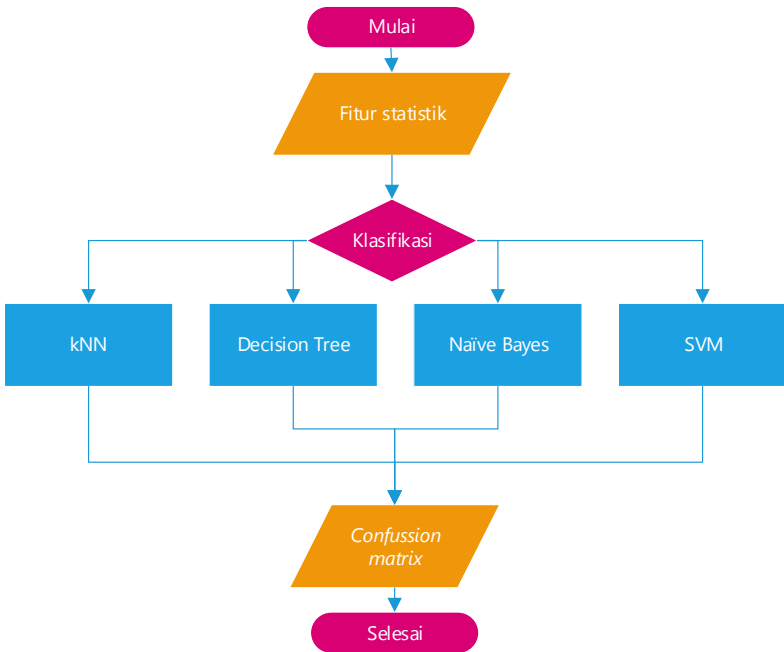 Mulai
Fitur statistik
Klasifikasi
kNN
Decision Tree
Naïve Bayes
SVM
Confussion
matrix
Selesai